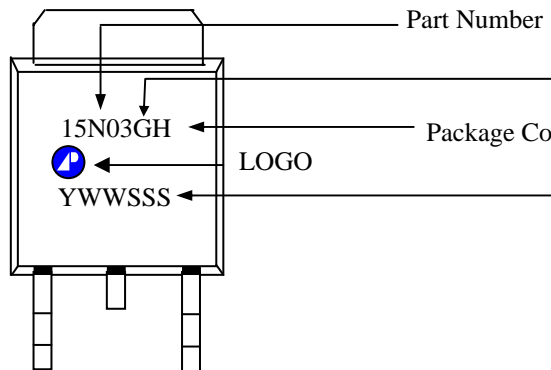 Part Number
15N03GH
Package Co
LOGO
YWWSSS